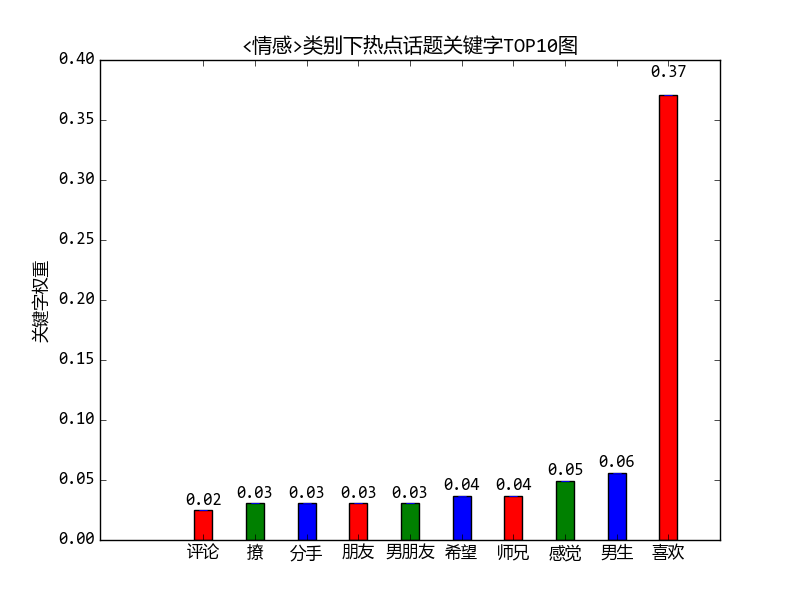 <情感>类别下热点话题关键字TOP10图
0.40
0.35
0.30
0.25
0.20
0.15
0.10
0.05
0.00
关键字权重
0.02
0.03
0.03
0.03
0.03
0.04
0.04
0.05
0.06
0.37
评论
撩
分手
朋友
男朋友
希望
师兄
感觉
男生
喜欢